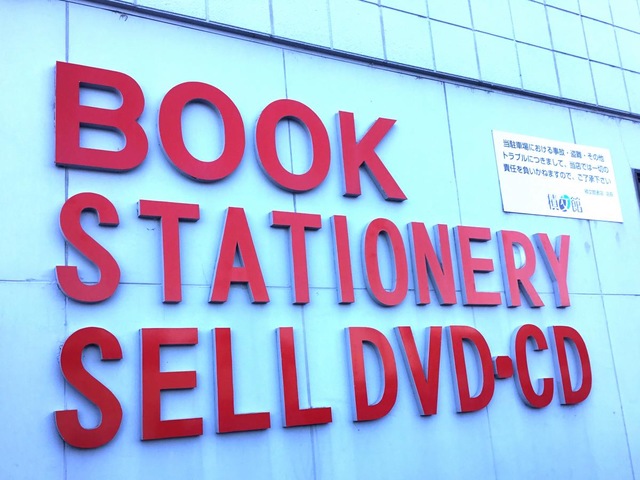 BOOK
STATIONERY
SELL DVD・CD
当駐車場における事故・盗難・その他
トラブルにつきまして、当店では一切の
責任を負いかねますので、ご了承下さい